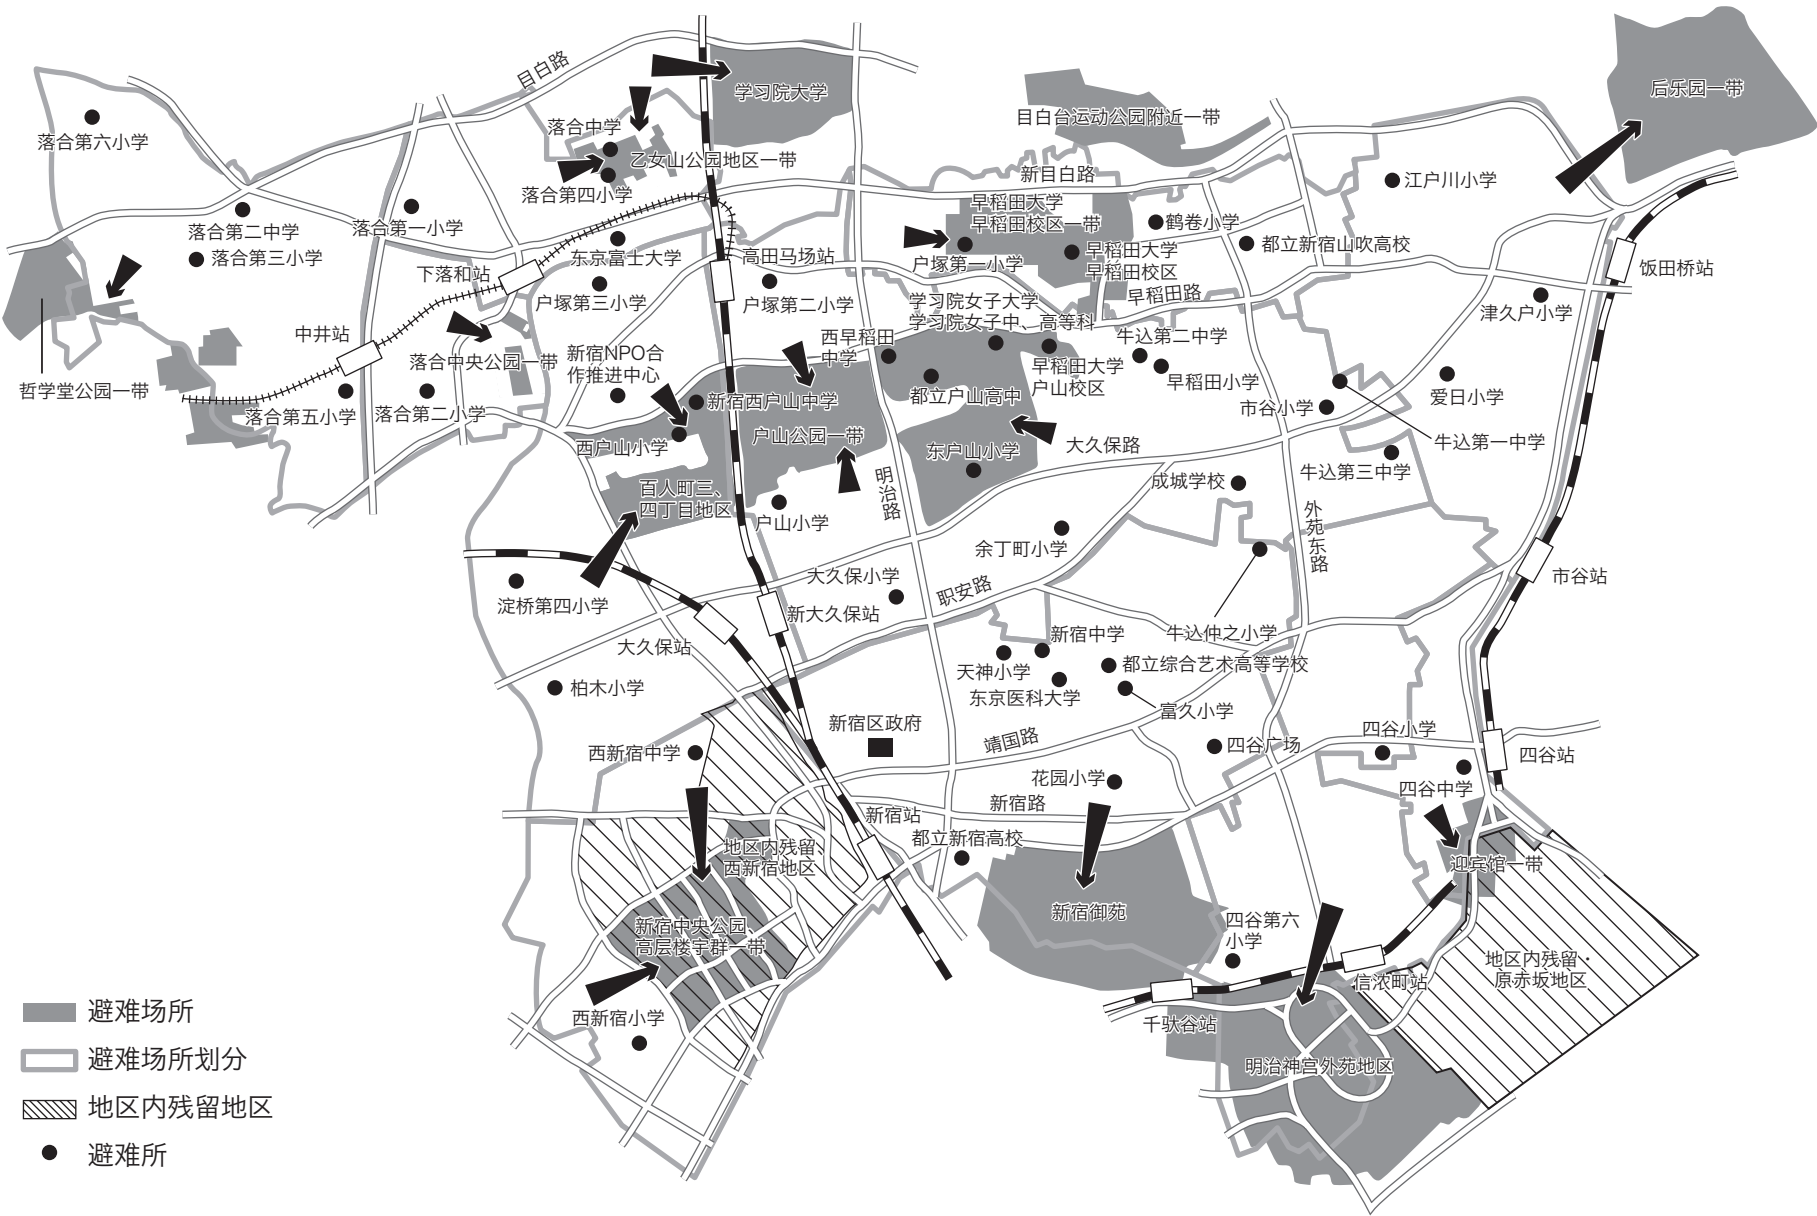 目白路
学习院大学
后乐园一带
落合第六小学
落合中学
乙女山公园地区一带
落合第四小学
目白台运动公园附近一带
新目白路
江户川小学
落合第二中学
落合第三小学
落合第一小学
东京富士大学
下落和站
户塚第三小学
高田马场站
户塚第二小学
早稻田大学
早稻田校区一带
户塚第一小学
早稻田大学
早稻田校区
鹤卷小学
都立新宿山吹高校
早稻田路
饭田桥站
津久户小学
中井站
哲学堂公园一带
落合第五小学
落合第二小学
落合中央公园一带
新宿NPO合
作推进中心
学习院女子大学
学习院女子中、高等科
西早稻田
中学
早稻田大学
户山校区
牛込第二中学
早稻田小学
市谷小学
爱日小学
新宿西户山中学
西户山小学
户山公园一带
都立户山高中
东户山小学
大久保路
牛込第一中学
牛込第三中学
百人町三、
四丁目地区
户山小学
明治路
成城学校
外苑东路
余丁町小学
市谷站
淀桥第四小学
大久保小学
新大久保站
职安路
大久保站
柏木小学
牛込仲之小学
新宿中学
天神小学
东京医科大学
都立综合艺术高等学校
富久小学
新宿区政府
靖国路
四谷广场
四谷小学
四谷站
四谷中学
西新宿中学
花园小学
新宿路
新宿站
都立新宿高校
地区内残留、
西新宿地区
迎宾馆一带
新宿御苑
四谷第六
小学
新宿中央公园、
高层楼宇群一带
西新宿小学
信浓町站
千驮谷站
明治神宫外苑地区
地区内残留・
原赤坂地区
避难场所
避难场所划分
地区内残留地区
避难所